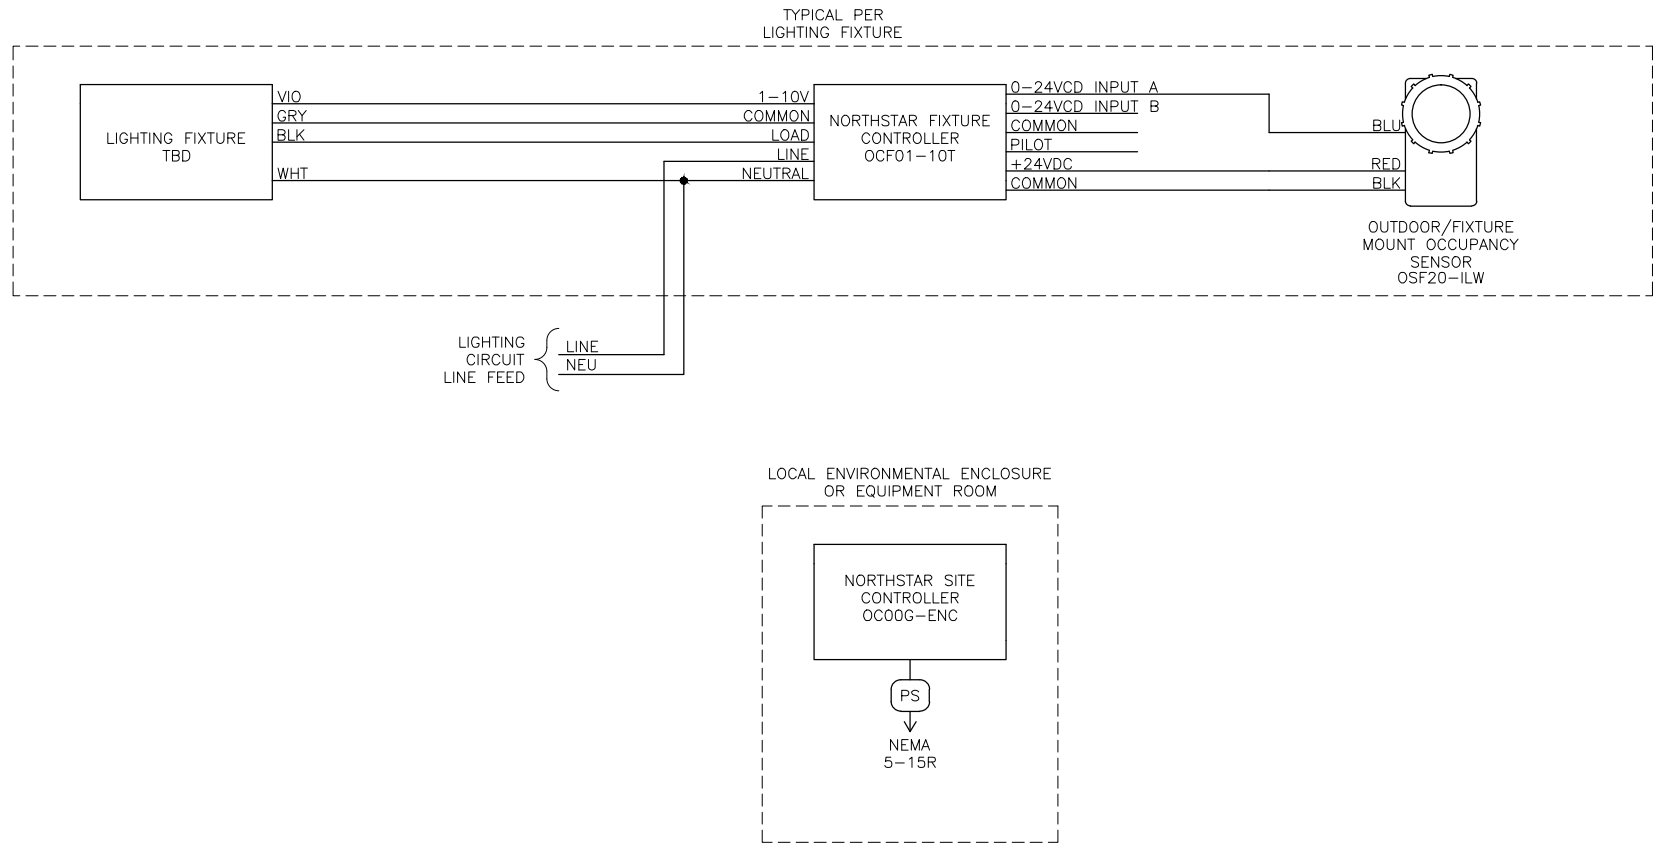 TYPICAL PER
LIGHTING FIXTURE
LIGHTING FIXTURE
TBD
VIO
GRY
BLK
WHT
1-10V
COMMON
LOAD
LINE
NEUTRAL
NORTHSTAR FIXTURE
CONTROLLER
OCF01-10T
0-24VCD INPUT A
0-24VCD INPUT B
COMMON
PILOT
+24VDC
COMMON
BLU
RED
BLK
OUTDOOR/FIXTURE
MOUNT OCCUPANCY
SENSOR
OSF20-ILW
LIGHTING
CIRCUIT
LINE FEED
LINE
NEU
LOCAL ENVIRONMENTAL ENCLOSURE
OR EQUIPMENT ROOM
NORTHSTAR SITE
CONTROLLER
OC00G-ENC
PS
NEMA
5-15R